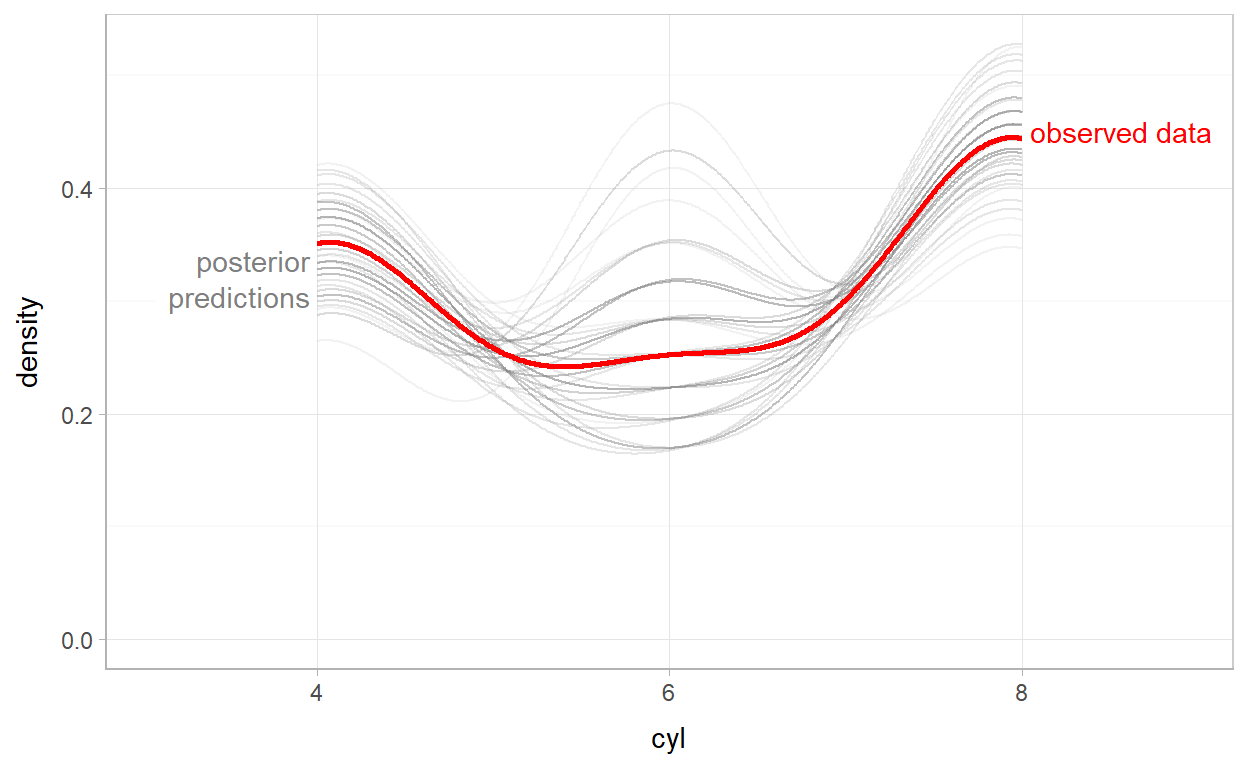 observed data
posterior
predictions
density
0.4
0.2
0.0
4
6
8
cyl